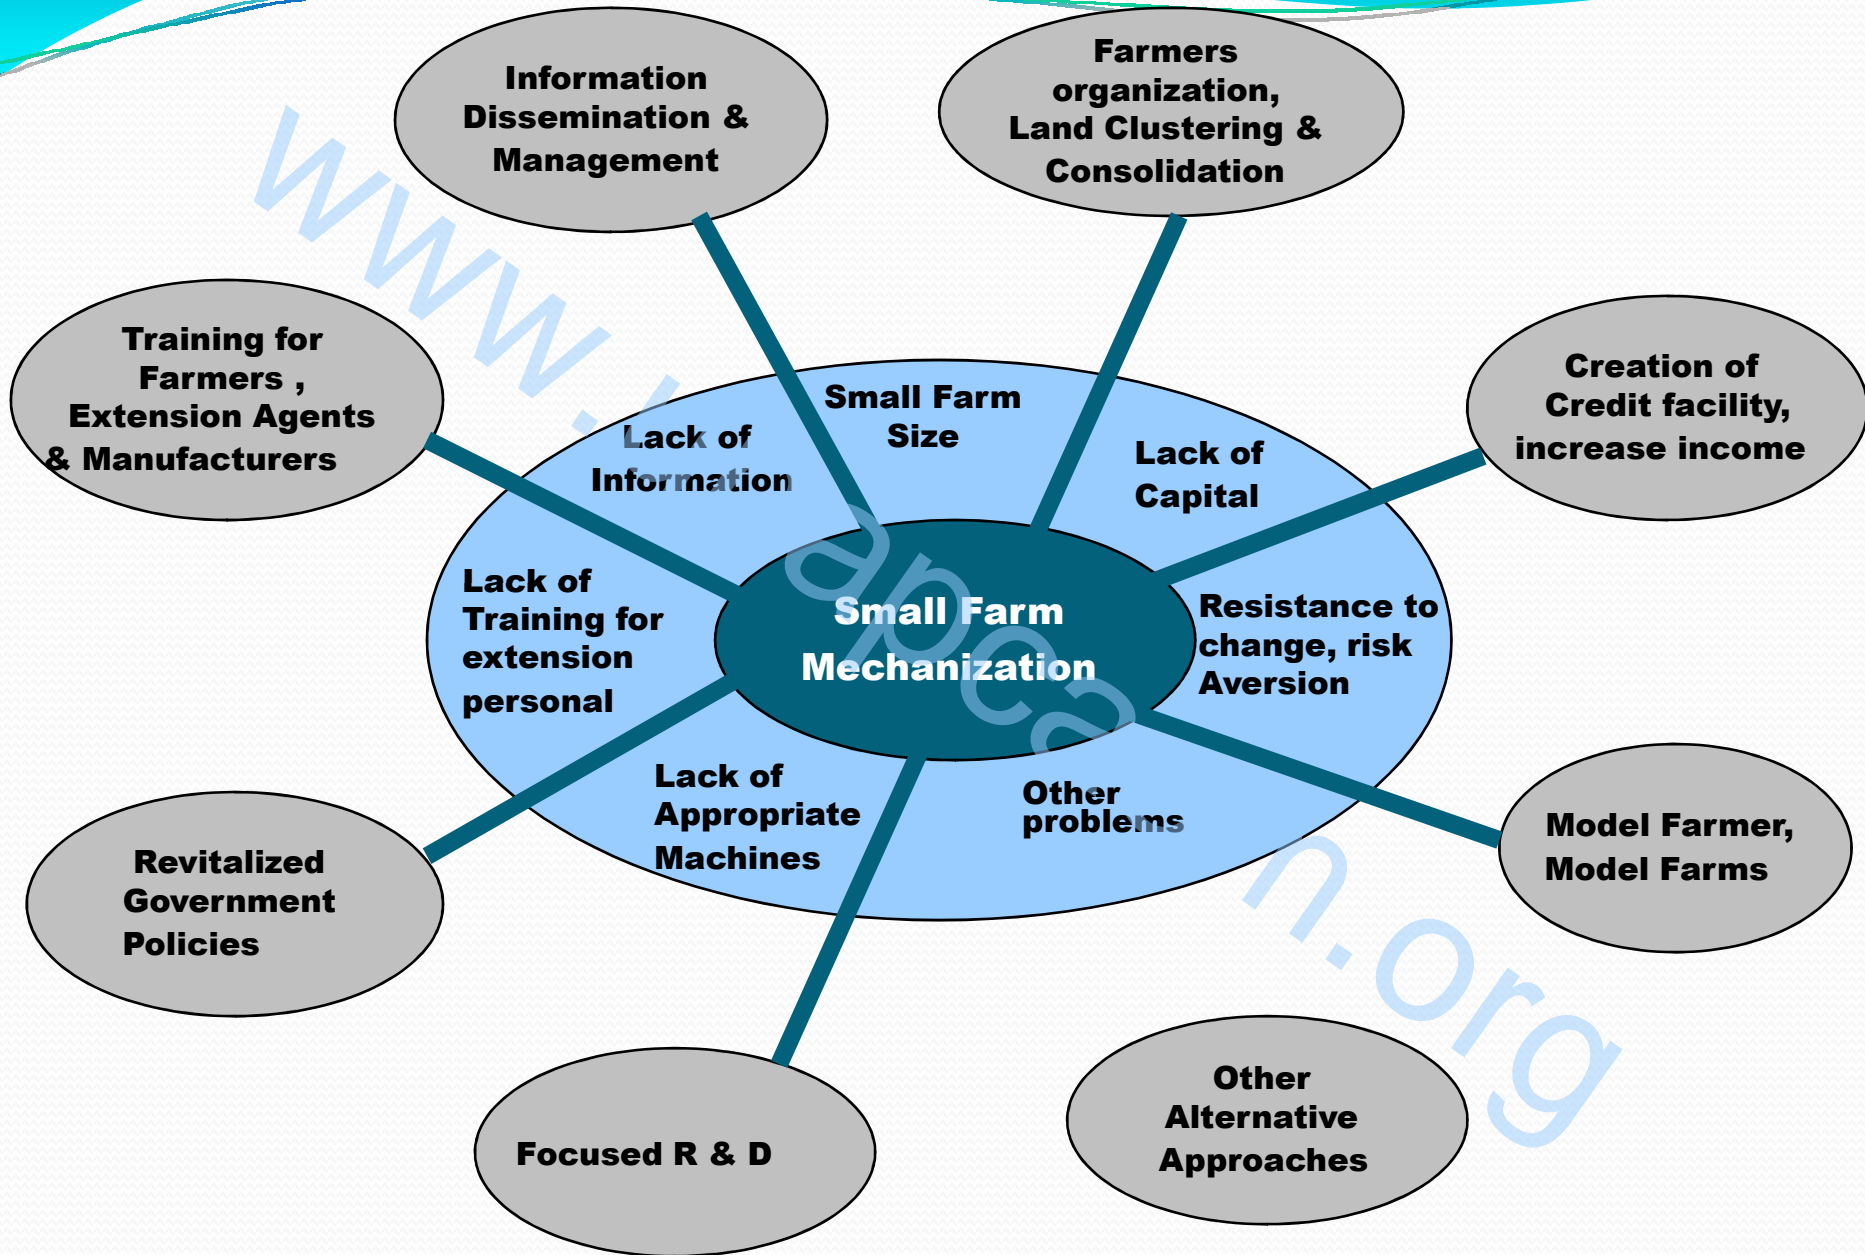 Information
Dissemination &
Management
Farmers
organization,
Land Clustering &
Consolidation
Training for
Farmers ,
Extension Agents
& Manufacturers
Creation of
Credit facility,
increase income
Small Farm
Size
Lack of
Information
Lack of
Capital
Lack of
Training for
extension
personal
Small Farm
Mechanization
Resistance to
change, risk
Aversion
Lack of
Appropriate
Machines
Other
problems
Revitalized
Government
Policies
Model Farmer,
Model Farms
Focused R & D
Other
Alternative
Approaches